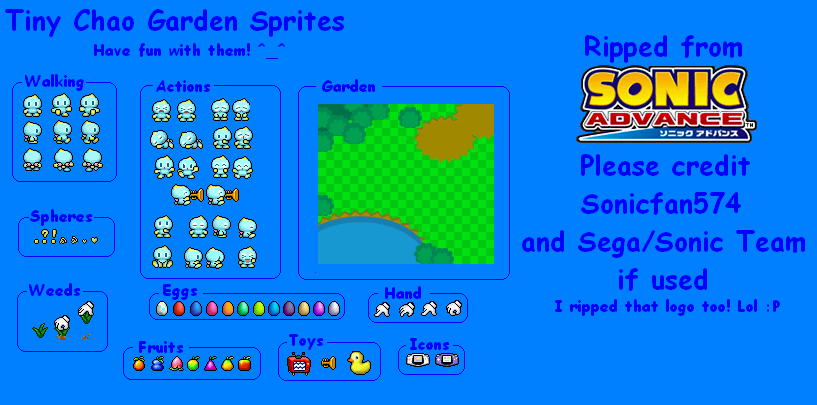 Tiny Chao Garden Sprites
Have fun with them! ^_^
Walking
Actions
Garden
Spheres
.?!
Weeds
Eggs
Hand
Fruits
Toys
Icons
Ripped from
SONIC
ADVANCE™
ソニック アドバンス
Please credit
Sonicfan574
and Sega/Sonic Team
if used
I ripped that logo too! Lol :P